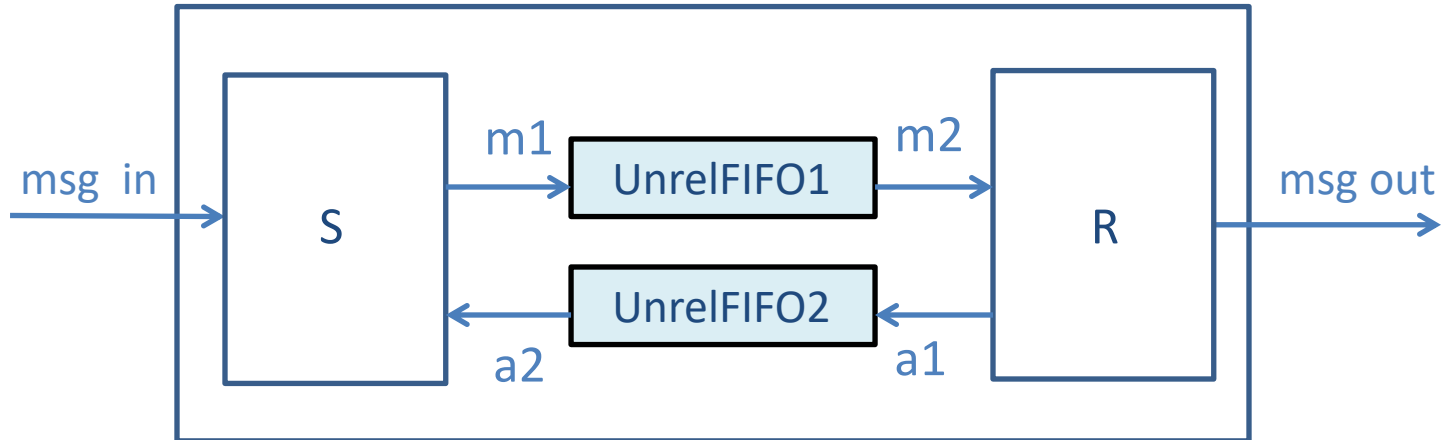 msg in
S
m1
UnrelFIFO1
m2
R
msg out
UnrelFIFO2
a2
a1